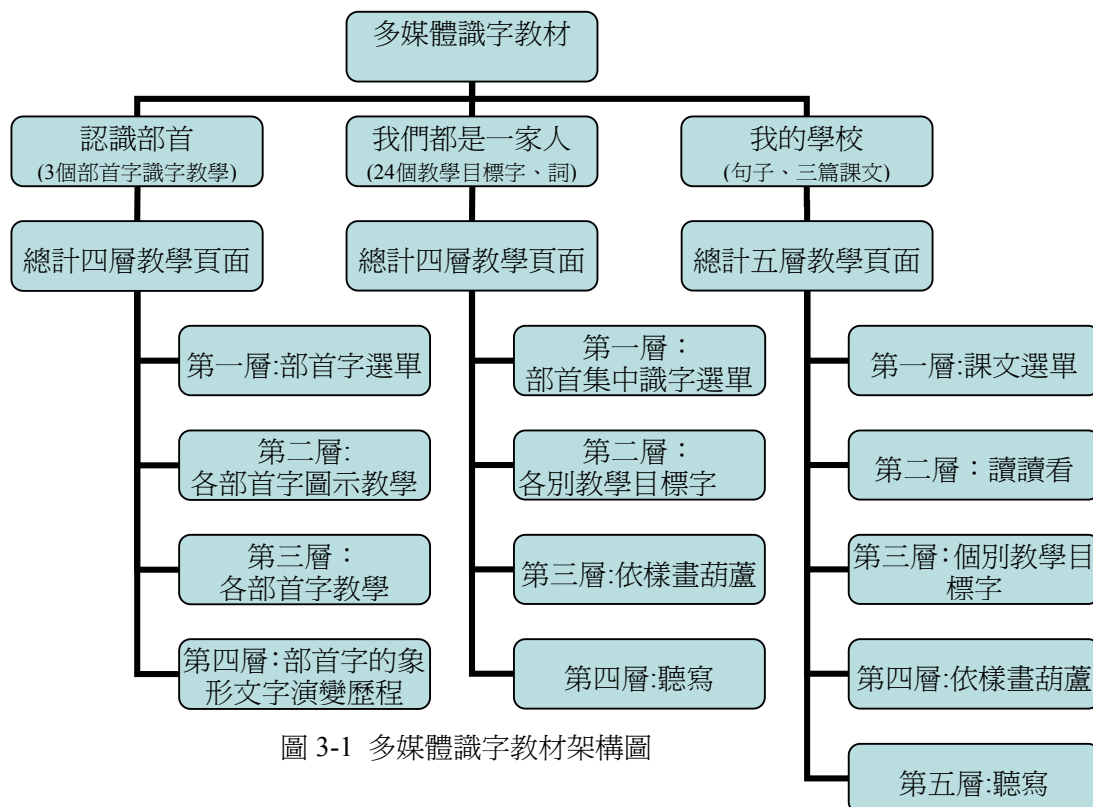 多媒體識字教材
認識部首
(3個部首字識字教學)
我們都是一家人
(24個教學目標字、詞)
我的學校
(句子、三篇課文)
總計四層教學頁面
總計四層教學頁面
總計五層教學頁面
第一層:部首字選單
第二層:
各部首字圖示教學
第三層：
各部首字教學
第四層：部首字的象
形文字演變歷程
第一層：
部首集中識字選單
第二層：
各別教學目標字
第三層:依樣畫葫蘆
第四層:聽寫
第一層:課文選單
第二層：讀讀看
第三層：個別教學目
標字
第四層:依樣畫葫蘆
第五層:聽寫
圖 3-1 多媒體識字教材架構圖